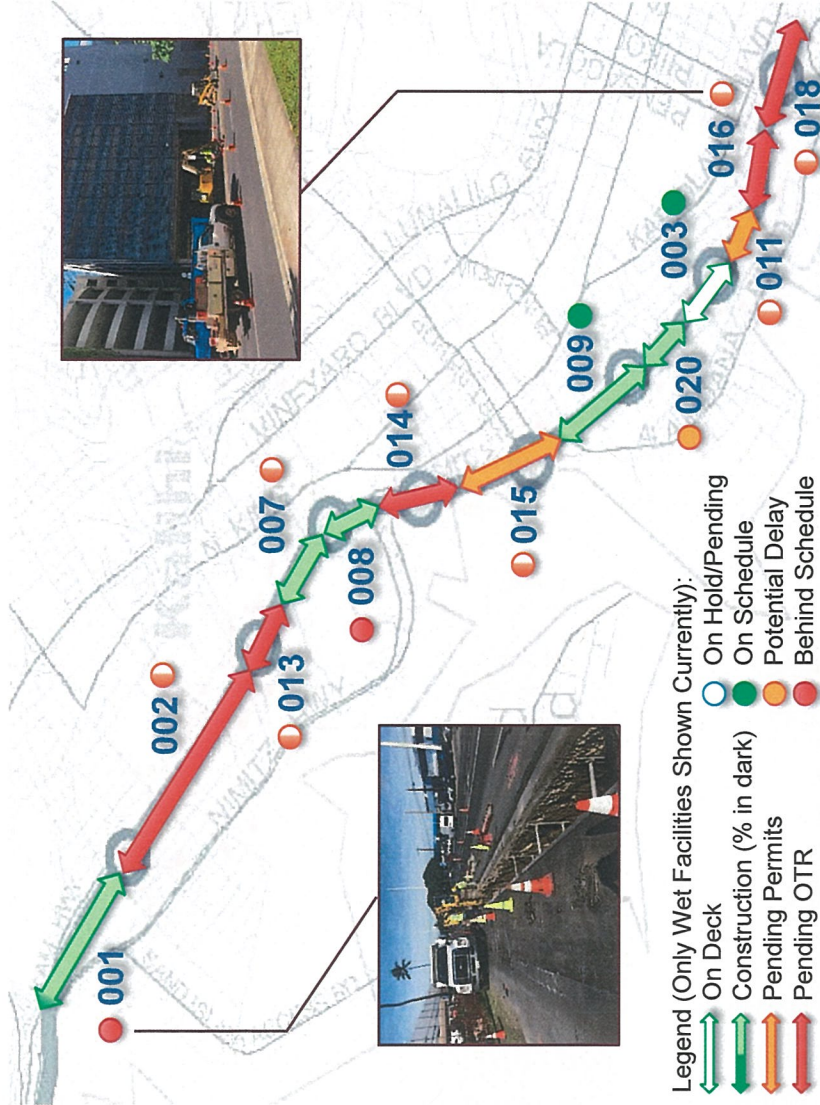 001
002
013
007
008
014
015
009
020
003
011
016
018
NIMITZ HWY
VINEYARD BLVD
LUNALILO FWY
Legend (Only Wet Facilities Shown Currently):
On Deck
Construction (% in dark)
Pending Permits
Pending OTR
On Hold/Pending
On Schedule
Potential Delay
Behind Schedule